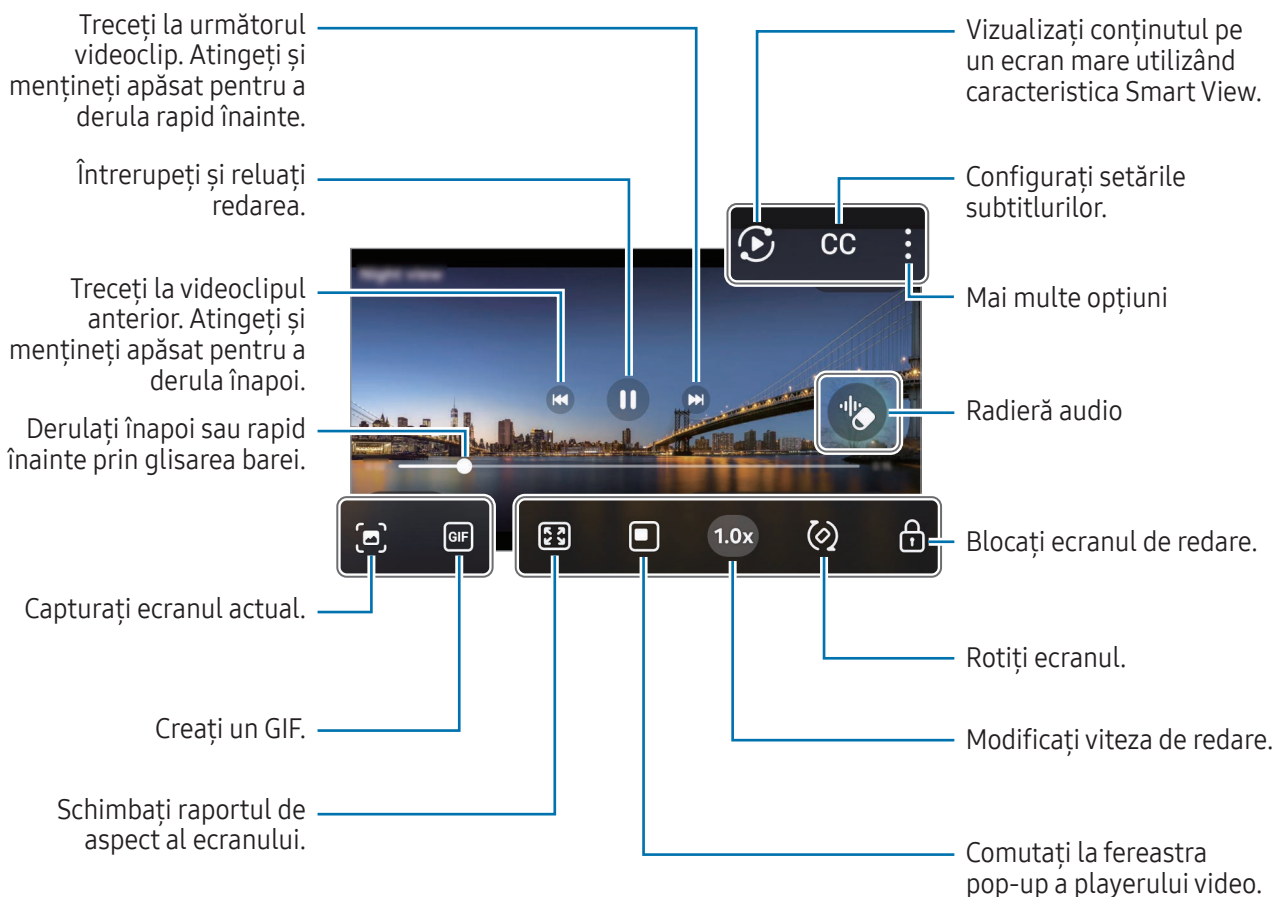 Treceți la următorul
videoclip. Atingeți și
mențineți apăsat pentru a
derula rapid înainte.
Întrerupeți și reluați
redarea.
Treceți la videoclipul
anterior. Atingeți și
mențineți apăsat pentru a
derula înapoi.
Derulați înapoi sau rapid
înainte prin glisarea barei.
Capturați ecranul actual.
Creați un GIF.
Schimbați raportul de
aspect al ecranului.
Vizualizați conținutul pe
un ecran mare utilizând
caracteristica Smart View.
Configurați setările
subtitlurilor.
Mai multe opțiuni
Radieră audio
Blocați ecranul de redare.
Rotiți ecranul.
Modificați viteza de redare.
Comutați la fereastra
pop-up a playerului video.
CC
Night view
GIF
1.0x